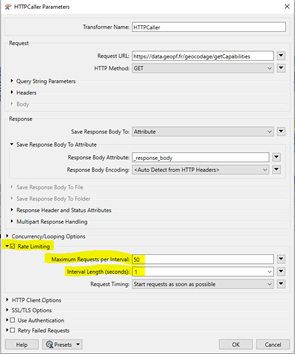 HTTPCaller Parameters
Transformer Name: HTTPCaller
Request
Request URL: https://data.geopf.fr/geocodage/getCapabilities
HTTP Method: GET
Query String Parameters
Headers
Body
Response
Save Response Body To: Attribute
Save Response Body To Attribute
Response Body Attribute: _response_body
Response Body Encoding: <Auto Detect from HTTP Headers>
Save Response Body To File
Save Response Body To Folder
Response Header and Status Attributes
Multipart Response Handling
Concurrency/Looping Options
Rate Limiting
Maximum Requests per Interval: 50
Interval Length (seconds): 1
Request Timing: Start requests as soon as possible
HTTP Client Options
SSL/TLS Options
Use Authentication
Retry Failed Requests
Help
Presets
OK
Cancel